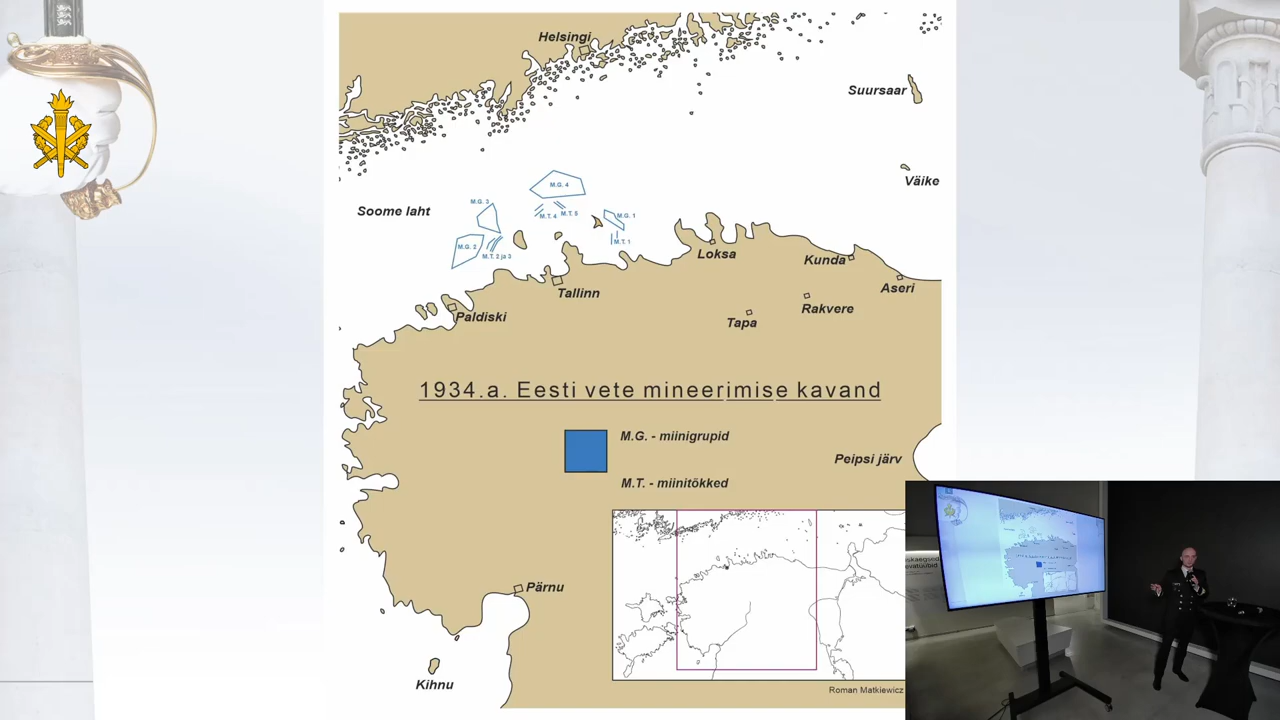 Helsingi
Suursaar
Väike
Soome laht
M.G. 4
M.G. 3
M.T. 4
M.T. 5
M.G. 1
M.T. 1
M.G. 2
M.T. 2 ja 3
Loksa
Kunda
Aseri
Tallinn
Paldiski
Rakvere
Tapa
1934.a. Eesti vete mineerimise kavand
M.G. - miinigrupid
Peipsi järv
M.T. - miinitõkked
Pärnu
Kihnu
Roman Matkiewicz